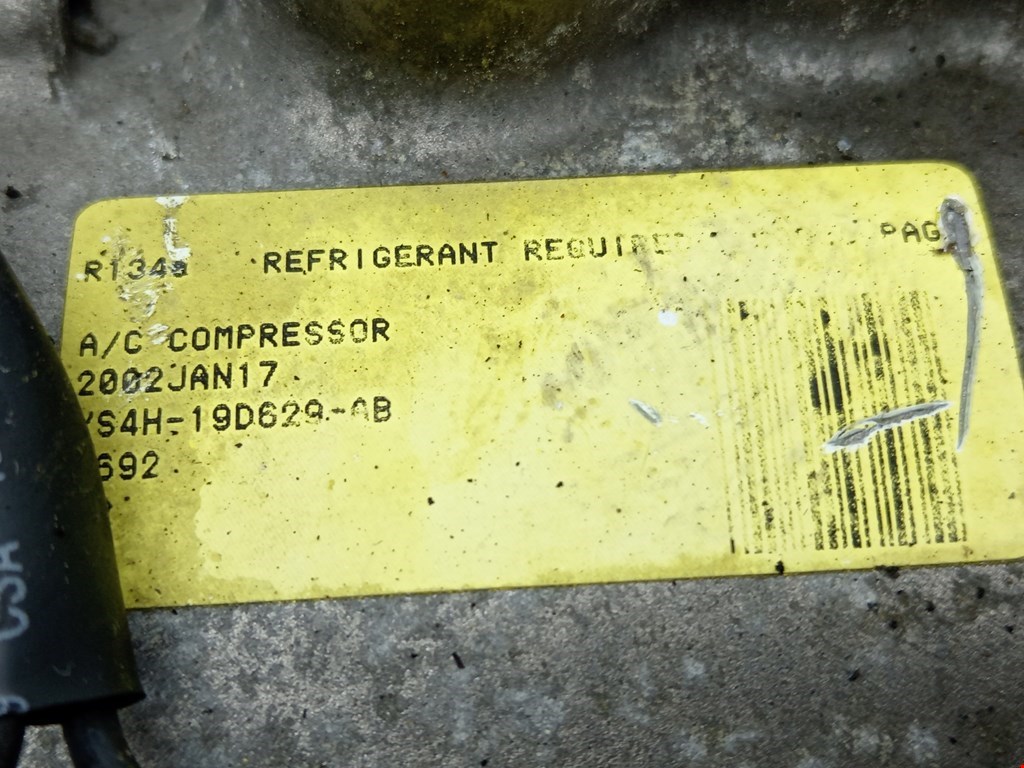 R134a REFRIGERANT REQUIRED PAG
A/C COMPRESSOR
2002JAN17
YS4H-19D629-AB
692